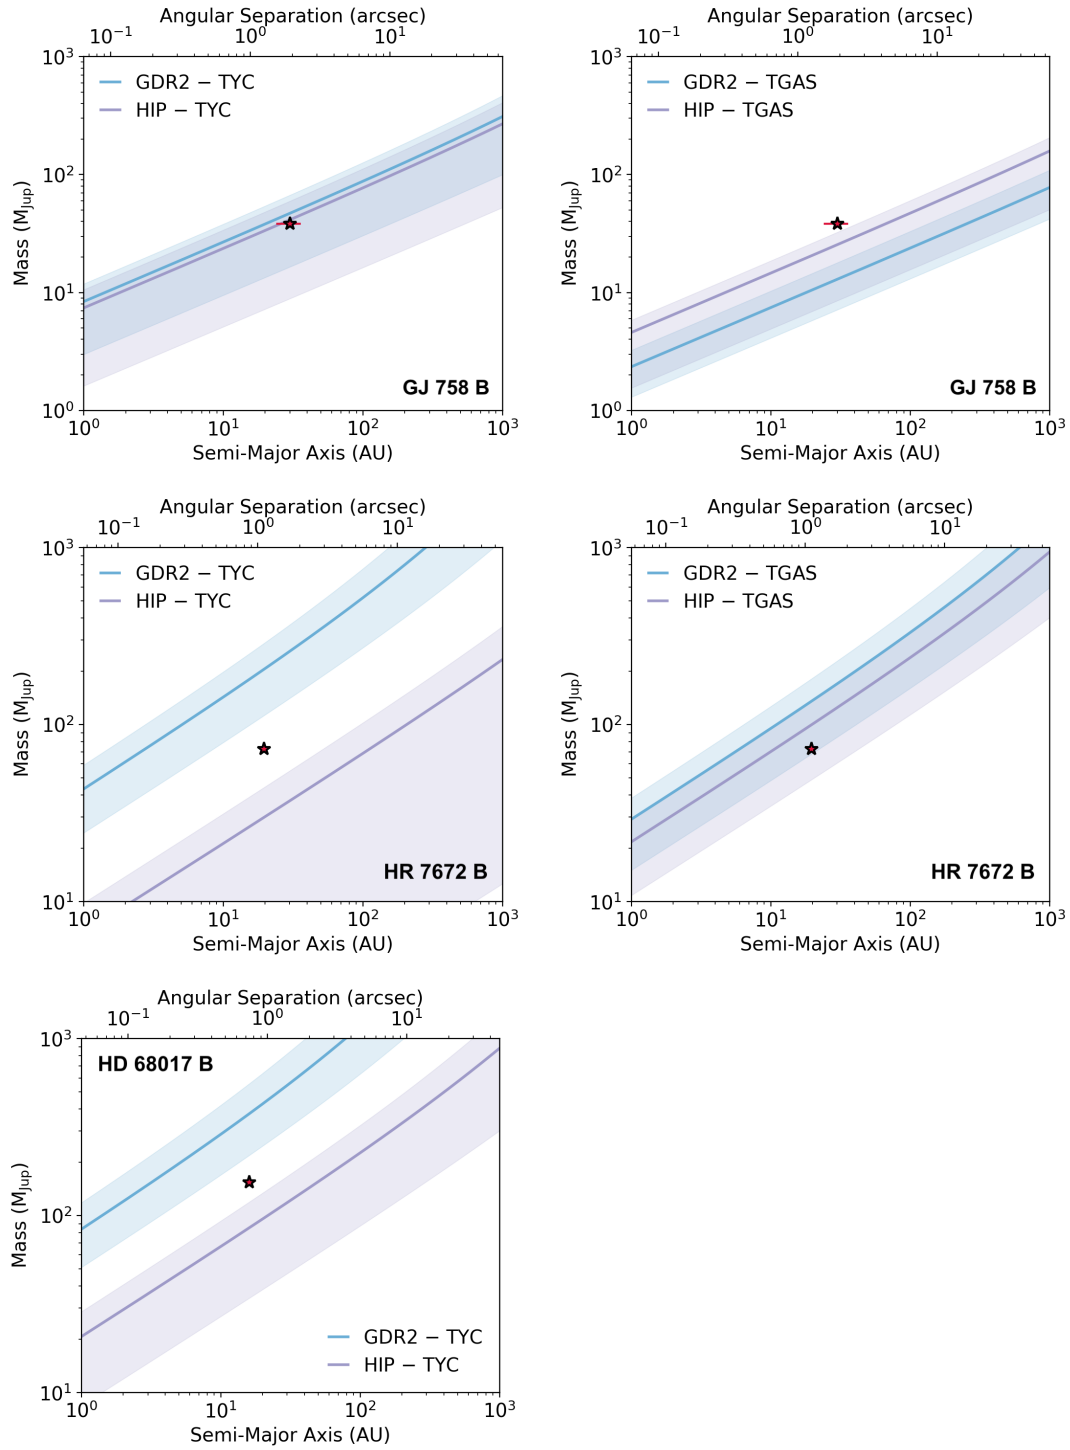 Angular Separation (arcsec)
10⁻¹ 10⁰ 10¹
10³
10²
10¹
10⁰
Mass (M_Jup)
GDR2 − TYC
HIP − TYC
GJ 758 B
10⁰ 10¹ 10² 10³
Semi-Major Axis (AU)
Angular Separation (arcsec)
10⁻¹ 10⁰ 10¹
10³
10²
10¹
10⁰
Mass (M_Jup)
GDR2 − TGAS
HIP − TGAS
GJ 758 B
10⁰ 10¹ 10² 10³
Semi-Major Axis (AU)
Angular Separation (arcsec)
10⁻¹ 10⁰ 10¹
10³
10²
10¹
Mass (M_Jup)
GDR2 − TYC
HIP − TYC
HR 7672 B
10⁰ 10¹ 10² 10³
Semi-Major Axis (AU)
Angular Separation (arcsec)
10⁻¹ 10⁰ 10¹
10³
10²
10¹
Mass (M_Jup)
GDR2 − TGAS
HIP − TGAS
HR 7672 B
10⁰ 10¹ 10² 10³
Semi-Major Axis (AU)
Angular Separation (arcsec)
10⁻¹ 10⁰ 10¹
10³
10²
10¹
Mass (M_Jup)
HD 68017 B
GDR2 − TYC
HIP − TYC
10⁰ 10¹ 10² 10³
Semi-Major Axis (AU)